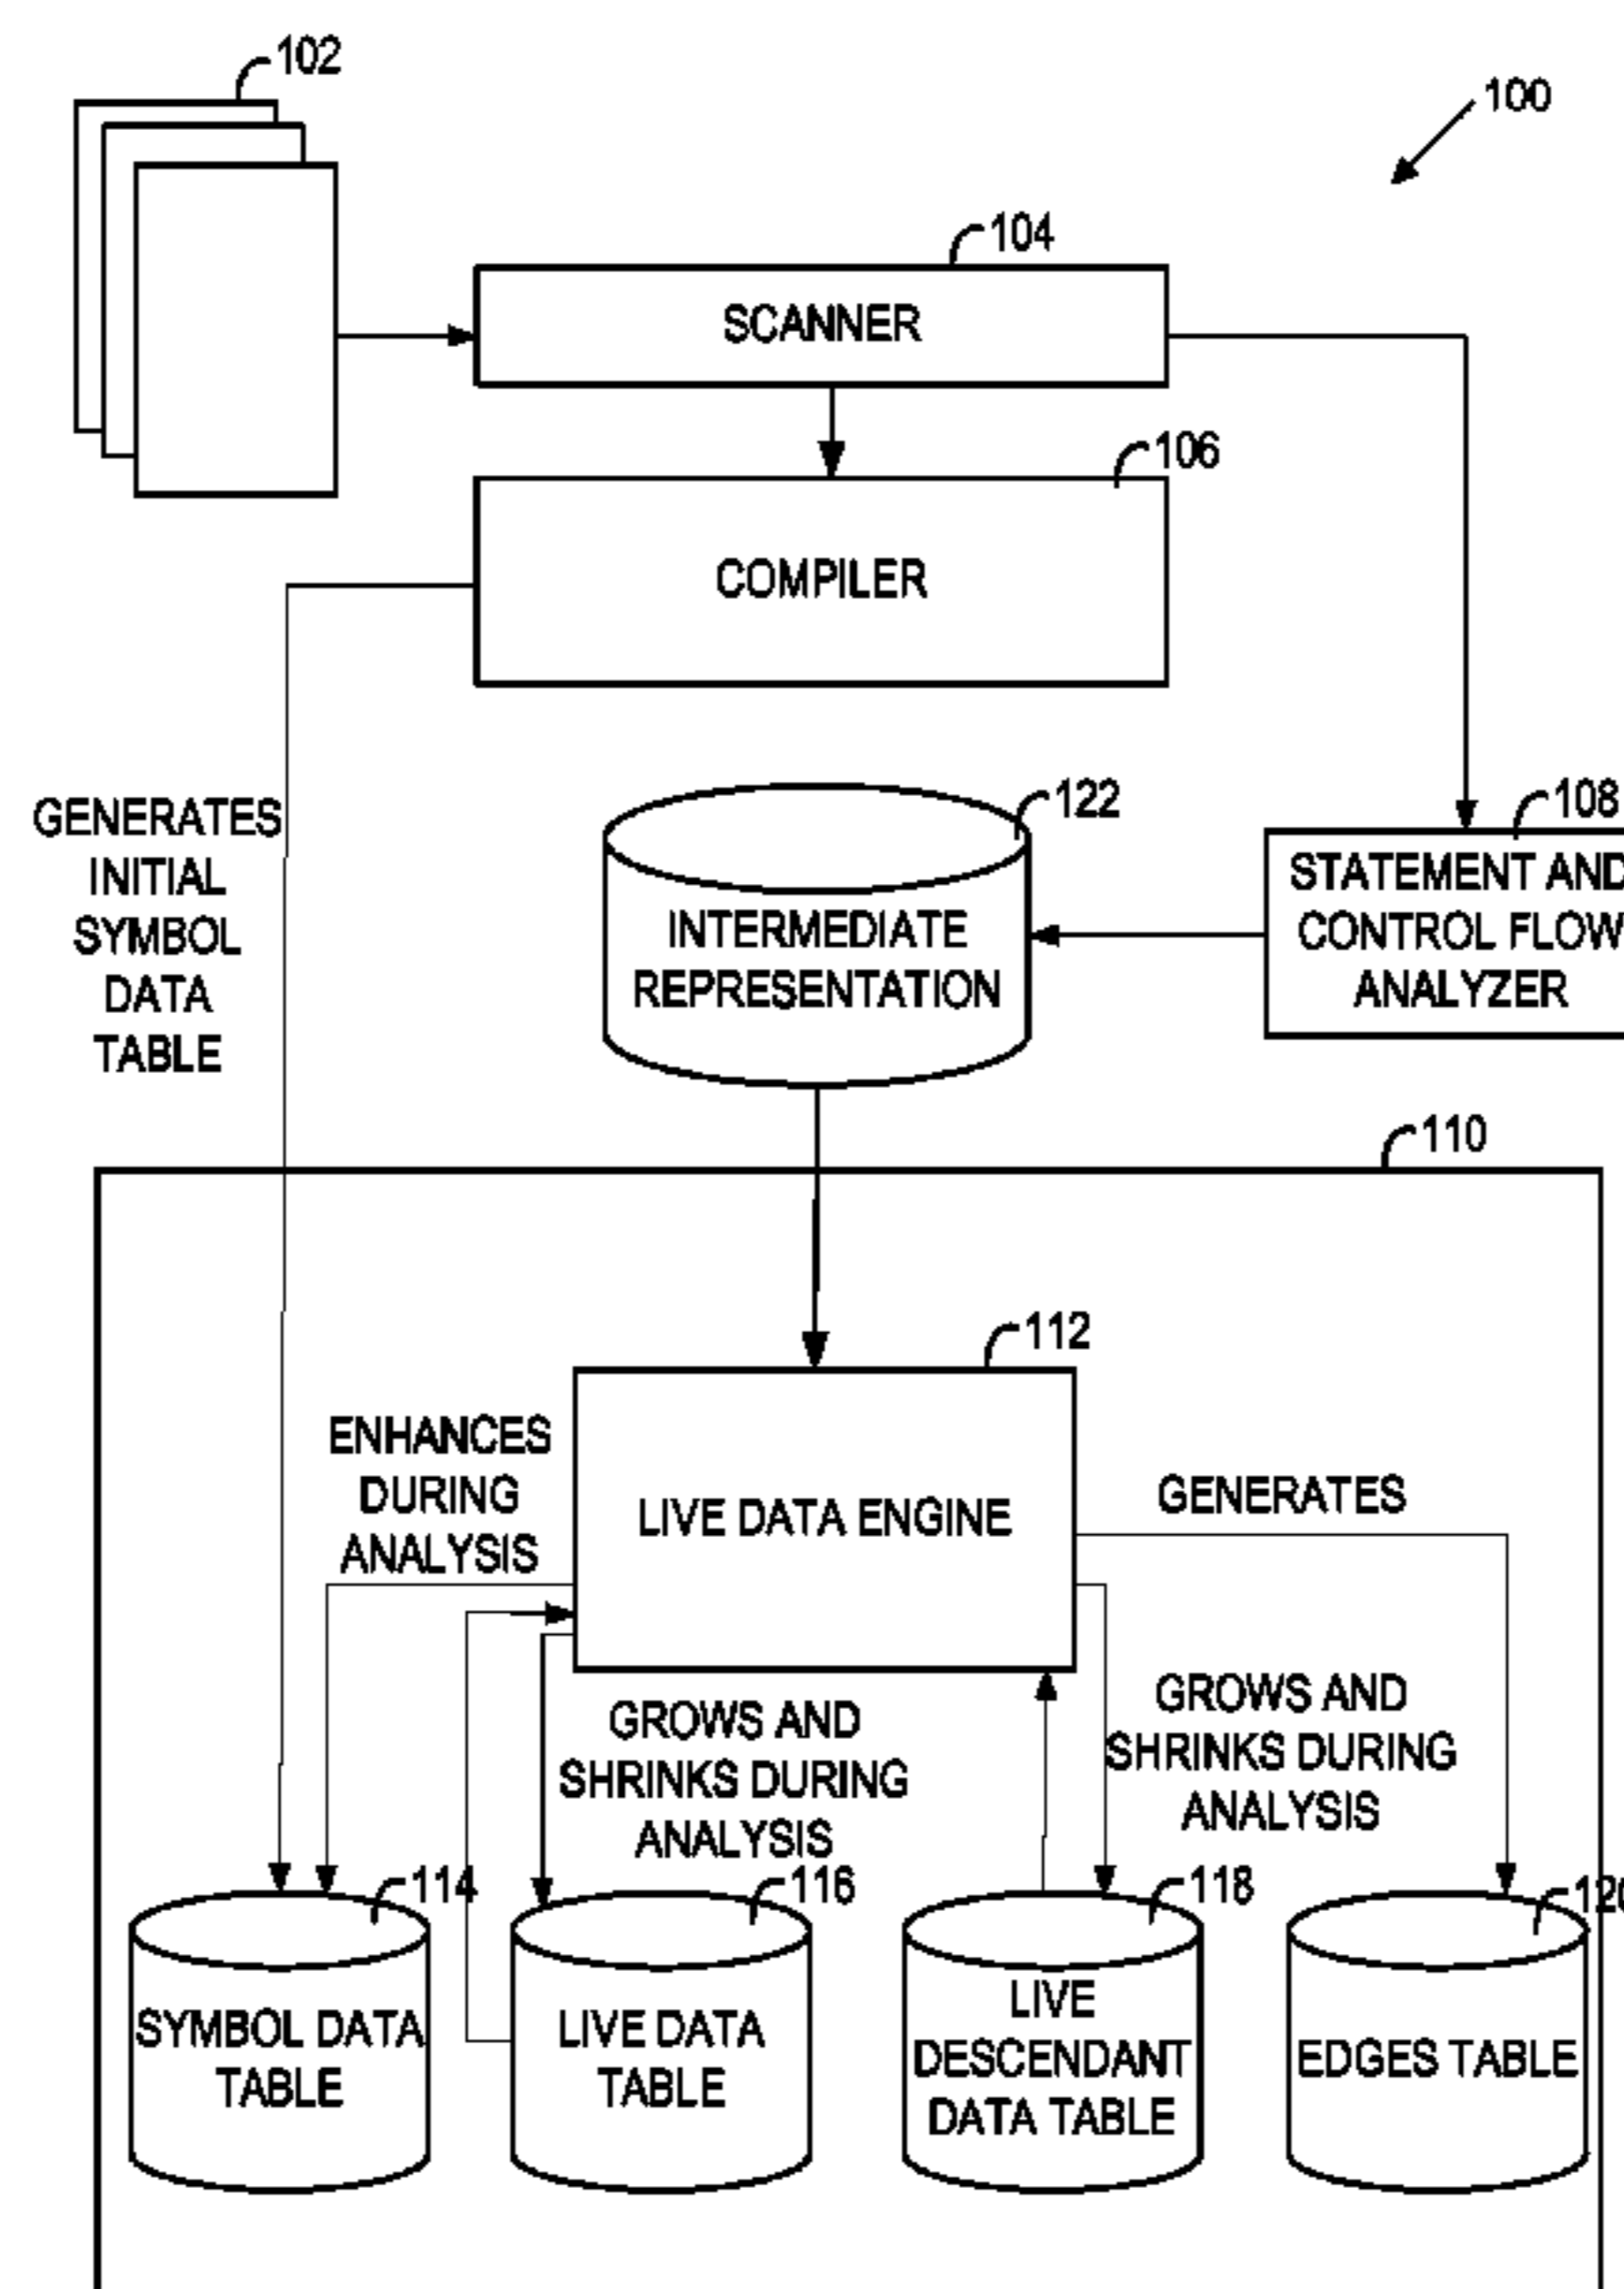 102
100
104
SCANNER
106
COMPILER
GENERATES
INITIAL
SYMBOL
DATA
TABLE
122
INTERMEDIATE
REPRESENTATION
108
STATEMENT AND
CONTROL FLOW
ANALYZER
110
112
LIVE DATA ENGINE
ENHANCES
DURING
ANALYSIS
GENERATES
GROWS AND
SHRINKS DURING
ANALYSIS
GROWS AND
SHRINKS DURING
ANALYSIS
114
SYMBOL DATA
TABLE
116
LIVE DATA
TABLE
118
LIVE
DESCENDANT
DATA TABLE
120
EDGES TABLE